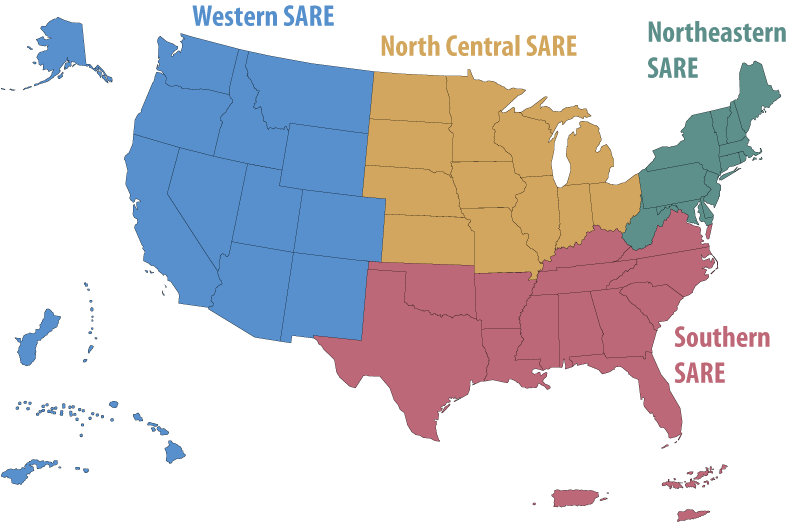 Western SARE
North Central SARE
Northeastern
SARE
Southern
SARE